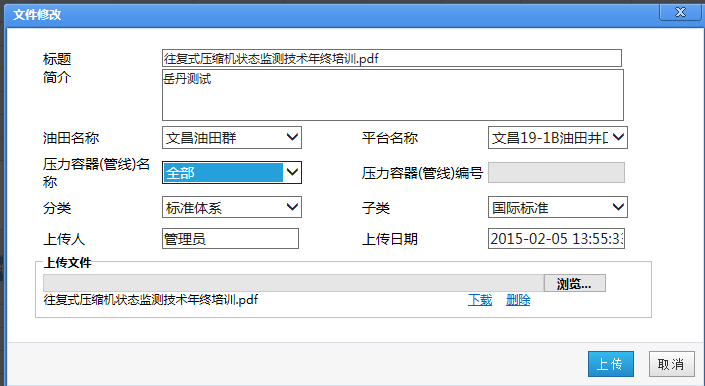 文件修改
标题 往复式压缩机状态监测技术年终培训.pdf
简介 岳丹测试
油田名称 文昌油田群 平台名称 文昌19-1B油田井
压力容器(管线)名
称 全部 压力容器(管线)编号
分类 标准体系 子类 国际标准
上传人 管理员 上传日期 2015-02-05 13:55:33
上传文件
浏览...
往复式压缩机状态监测技术年终培训.pdf 下载 删除
上传 取消